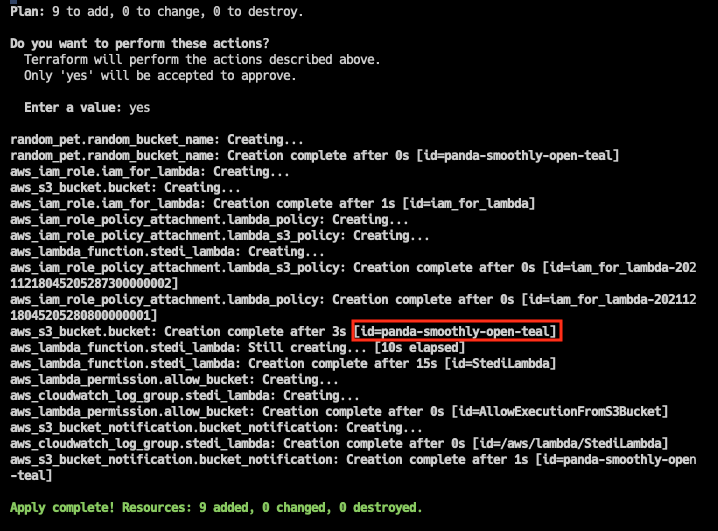 Plan: 9 to add, 0 to change, 0 to destroy.
Do you want to perform these actions?
Terraform will perform the actions described above.
Only 'yes' will be accepted to approve.
Enter a value: yes
random_pet.random_bucket_name: Creating...
random_pet.random_bucket_name: Creation complete after 0s [id=panda-smoothly-open-teal]
aws_iam_role.iam_for_lambda: Creating...
aws_s3_bucket.bucket: Creating...
aws_iam_role.iam_for_lambda: Creation complete after 1s [id=iam_for_lambda]
aws_iam_role_policy_attachment.lambda_policy: Creating...
aws_iam_role_policy_attachment.lambda_s3_policy: Creating...
aws_lambda_function.stedi_lambda: Creating...
aws_iam_role_policy_attachment.lambda_s3_policy: Creation complete after 0s [id=iam_for_lambda-202
11218045205287300000002]
aws_iam_role_policy_attachment.lambda_policy: Creation complete after 0s [id=iam_for_lambda-202112
18045205280800000001]
aws_s3_bucket.bucket: Creation complete after 3s [id=panda-smoothly-open-teal]
aws_lambda_function.stedi_lambda: Still creating... [10s elapsed]
aws_lambda_function.stedi_lambda: Creation complete after 15s [id=StediLambda]
aws_lambda_permission.allow_bucket: Creating...
aws_cloudwatch_log_group.stedi_lambda: Creating...
aws_lambda_permission.allow_bucket: Creation complete after 0s [id=AllowExecutionFromS3Bucket]
aws_s3_bucket_notification.bucket_notification: Creating...
aws_cloudwatch_log_group.stedi_lambda: Creation complete after 0s [id=/aws/lambda/StediLambda]
aws_s3_bucket_notification.bucket_notification: Creation complete after 1s [id=panda-smoothly-open
-teal]
Apply complete! Resources: 9 added, 0 changed, 0 destroyed.